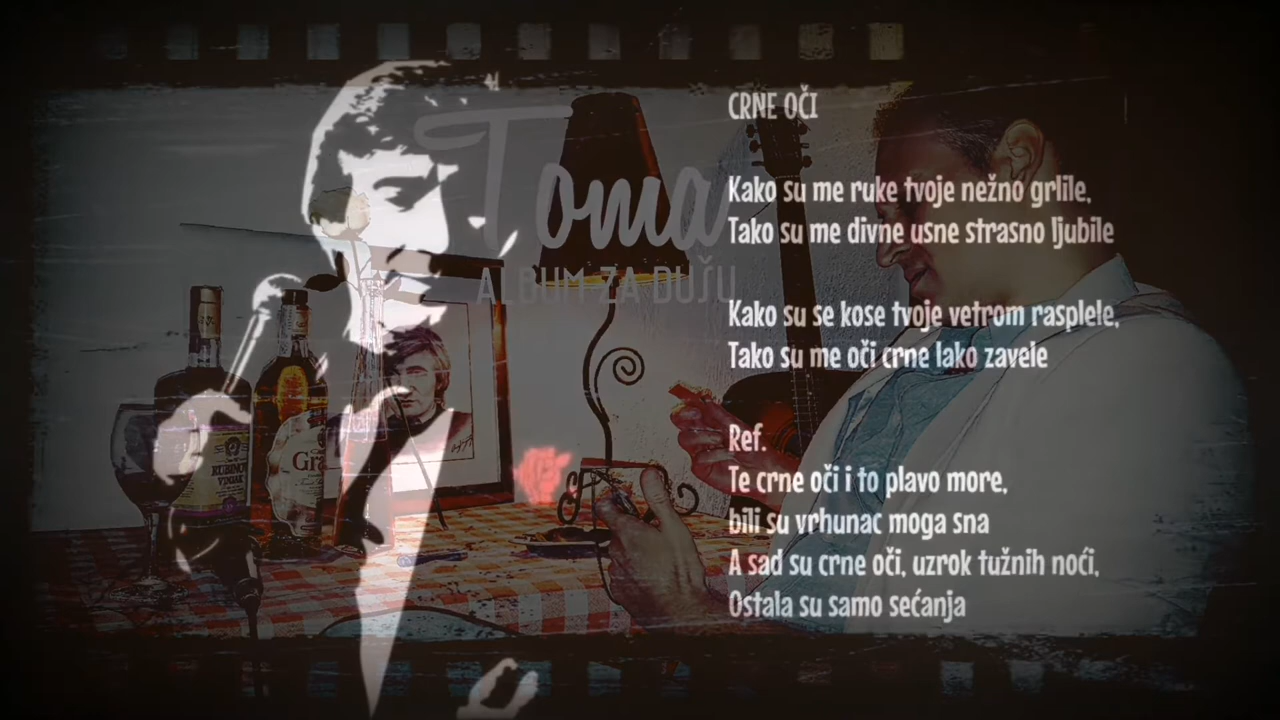 Toma
ALBUM ZA DUŠU
CRNE OČI
Kako su me ruke tvoje nežno grlile,
Tako su me divne usne strasno ljubile
Kako su se kose tvoje vetrom rasplele,
Tako su me oči crne lako zavele
Ref.
Te crne oči i to plavo more,
bili su vrhunac moga sna
A sad su crne oči, uzrok tužnih noći,
Ostala su samo sećanja
RUBINOV
VINJAK
Gra